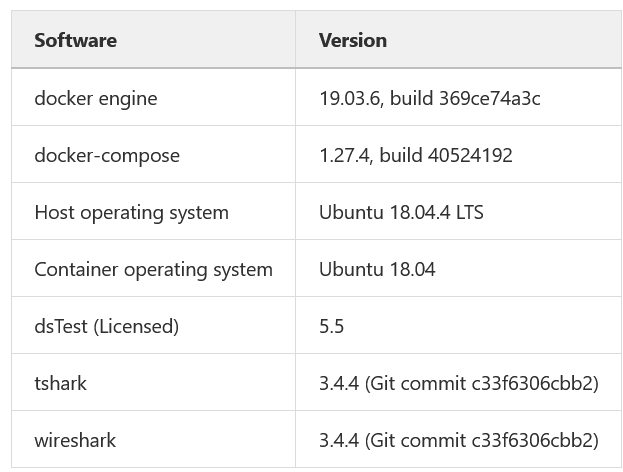 Software Version
docker engine 19.03.6, build 369ce74a3c
docker-compose 1.27.4, build 40524192
Host operating system Ubuntu 18.04.4 LTS
Container operating system Ubuntu 18.04
dsTest (Licensed) 5.5
tshark 3.4.4 (Git commit c33f6306cbb2)
wireshark 3.4.4 (Git commit c33f6306cbb2)